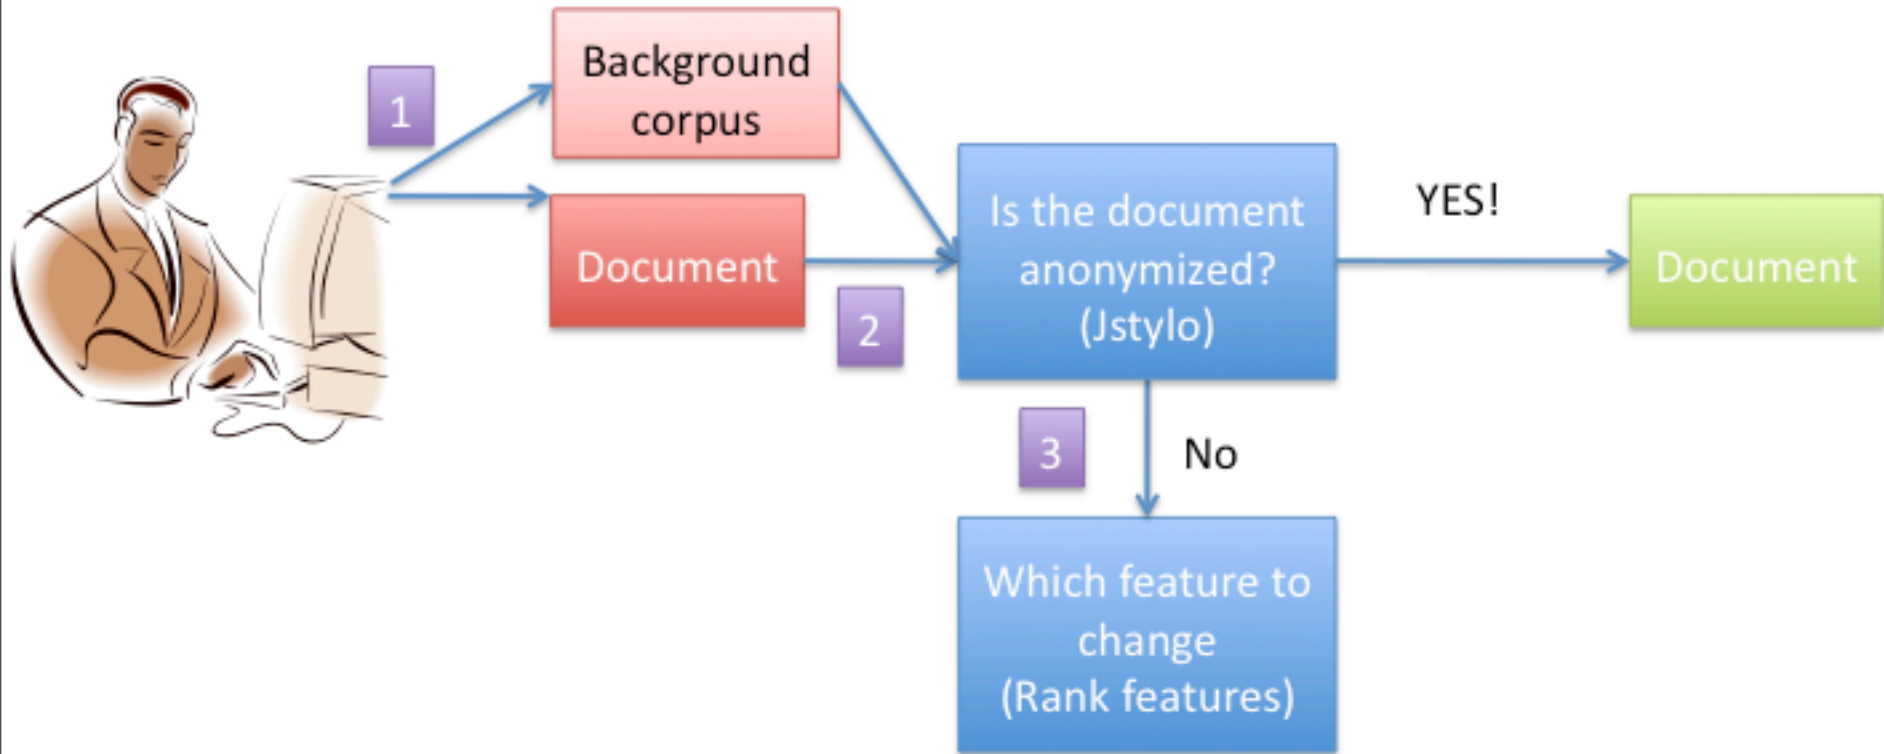 1
Background
corpus
Document
2
Is the document
anonymized?
(Jstylo)
YES!
Document
3
No
Which feature to
change
(Rank features)